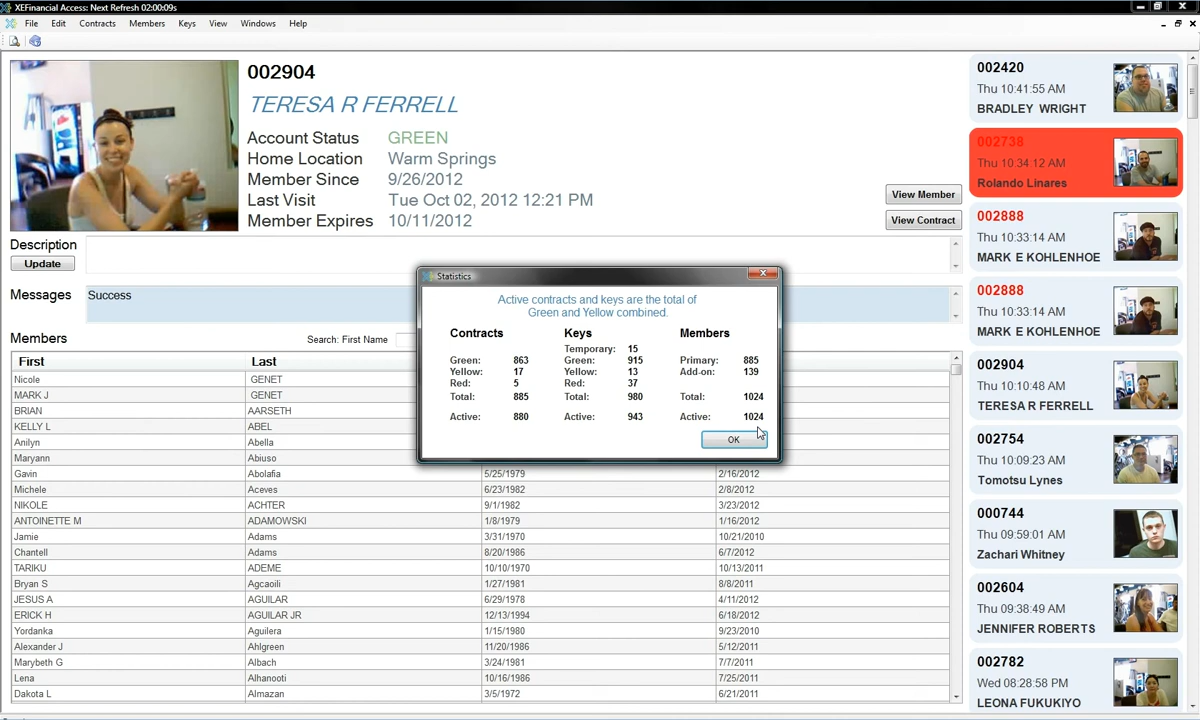 XEFinancial Access: Next Refresh 02:00:09s
File Edit Contracts Members Keys View Windows Help
002904
TERESA R FERRELL
Account Status GREEN
Home Location Warm Springs
Member Since 9/26/2012
Last Visit Tue Oct 02, 2012 12:21 PM
Member Expires 10/11/2012
View Member
View Contract
Description
Update
Messages Success
Members Search: First Name
First Last
Nicole GENET
MARK J GENET
BRIAN AARSETH
KELLY L ABEL
Anilyn Abella
Maryann Abiuso
Gavin Abolafia 5/25/1979 2/16/2012
Michele Aceves 6/23/1982 2/8/2012
NIKOLE ACHTER 9/1/1982 3/23/2012
ANTOINETTE M ADAMOWSKI 1/8/1979 1/16/2012
Jamie Adams 3/31/1970 10/21/2010
Chantell Adams 8/20/1986 6/7/2012
TARIKU ADEME 10/10/1970 10/13/2011
Bryan S Agcaoili 1/27/1981 8/8/2011
JESUS A AGUILAR 6/29/1978 4/11/2012
ERICK H AGUILAR JR 12/13/1994 6/18/2012
Yordanka Aguilera 1/15/1980 9/23/2010
Alexander J Ahlgren 11/20/1986 5/12/2011
Marybeth G Albach 3/24/1981 7/7/2011
Lena Alhanooti 10/16/1986 7/25/2011
Dakota L Almazan 3/5/1972 6/21/2011
Statistics
Active contracts and keys are the total of
Green and Yellow combined.
Contracts Keys Members
Temporary: 15
Green: 863 Green: 915 Primary: 885
Yellow: 17 Yellow: 13 Add-on: 139
Red: 5 Red: 37
Total: 885 Total: 980 Total: 1024
Active: 880 Active: 943 Active: 1024
OK
002420
Thu 10:41:55 AM
BRADLEY WRIGHT
002738
Thu 10:34:12 AM
Rolando Linares
002888
Thu 10:33:14 AM
MARK E KOHLENHOE
002888
Thu 10:33:14 AM
MARK E KOHLENHOE
002904
Thu 10:10:48 AM
TERESA R FERRELL
002754
Thu 10:09:23 AM
Tomotsu Lynes
000744
Thu 09:59:01 AM
Zachari Whitney
002604
Thu 09:38:49 AM
JENNIFER ROBERTS
002782
Wed 08:28:58 PM
LEONA FUKUKIYO